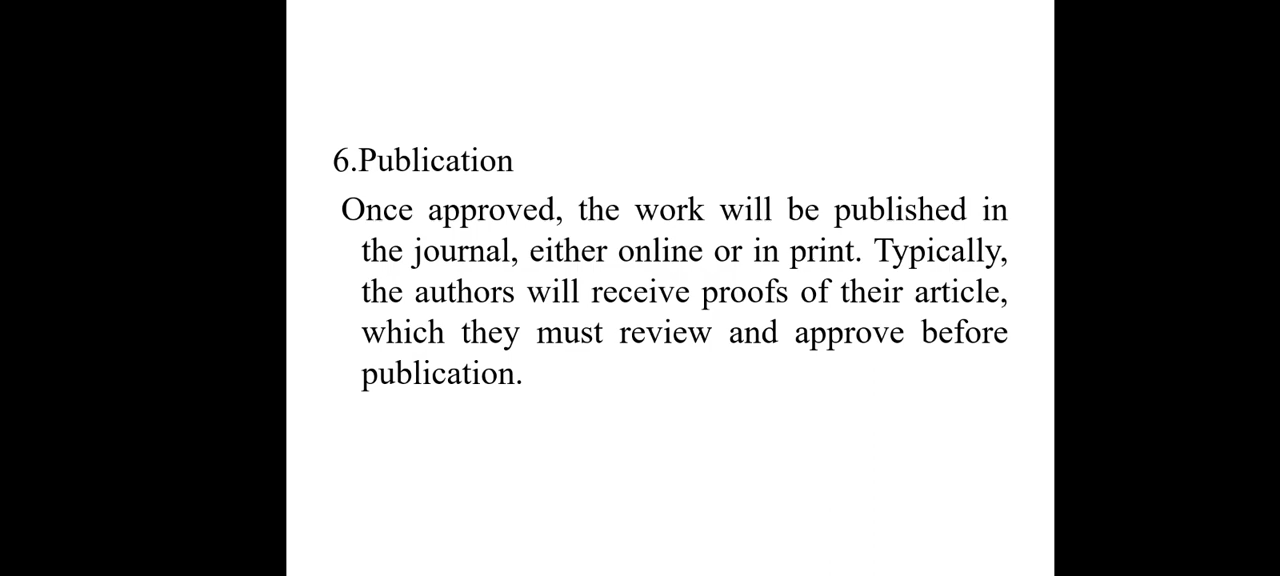 6.Publication
Once approved, the work will be published in
the journal, either online or in print. Typically,
the authors will receive proofs of their article,
which they must review and approve before
publication.